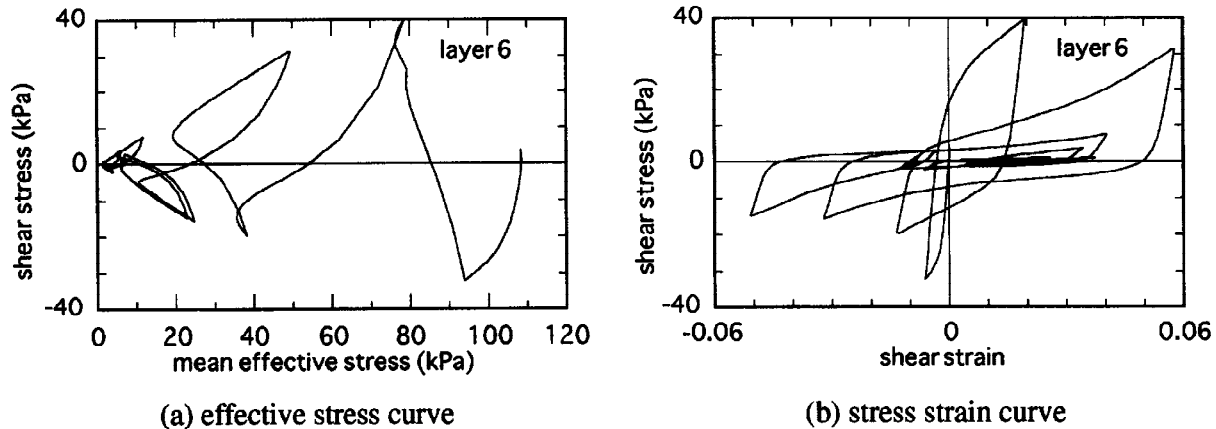 40
layer 6
shear stress (kPa)
0
-40
0 20 40 60 80 100 120
mean effective stress (kPa)
(a) effective stress curve
40
layer 6
shear stress (kPa)
0
-40
-0.06 0 0.06
shear strain
(b) stress strain curve